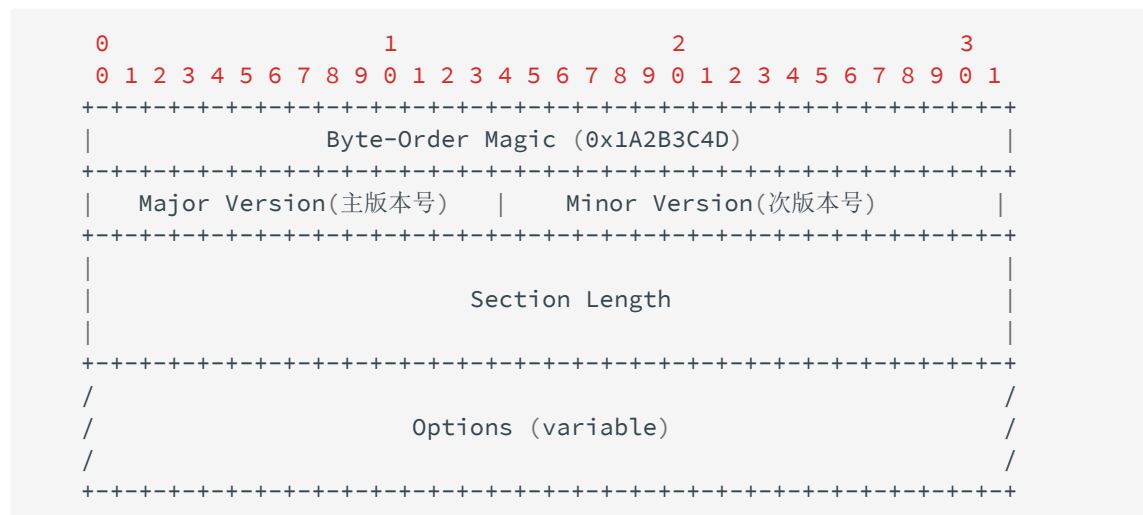 0                   1                   2                   3
 0 1 2 3 4 5 6 7 8 9 0 1 2 3 4 5 6 7 8 9 0 1 2 3 4 5 6 7 8 9 0 1
+-+-+-+-+-+-+-+-+-+-+-+-+-+-+-+-+-+-+-+-+-+-+-+-+-+-+-+-+-+-+-+-+
|                Byte-Order Magic (0x1A2B3C4D)                  |
+-+-+-+-+-+-+-+-+-+-+-+-+-+-+-+-+-+-+-+-+-+-+-+-+-+-+-+-+-+-+-+-+
|   Major Version(主版本号)   |    Minor Version(次版本号)        |
+-+-+-+-+-+-+-+-+-+-+-+-+-+-+-+-+-+-+-+-+-+-+-+-+-+-+-+-+-+-+-+-+
|                                                               |
|                          Section Length                       |
|                                                               |
+-+-+-+-+-+-+-+-+-+-+-+-+-+-+-+-+-+-+-+-+-+-+-+-+-+-+-+-+-+-+-+-+
/                                                               /
/                      Options (variable)                       /
/                                                               /
+-+-+-+-+-+-+-+-+-+-+-+-+-+-+-+-+-+-+-+-+-+-+-+-+-+-+-+-+-+-+-+-+